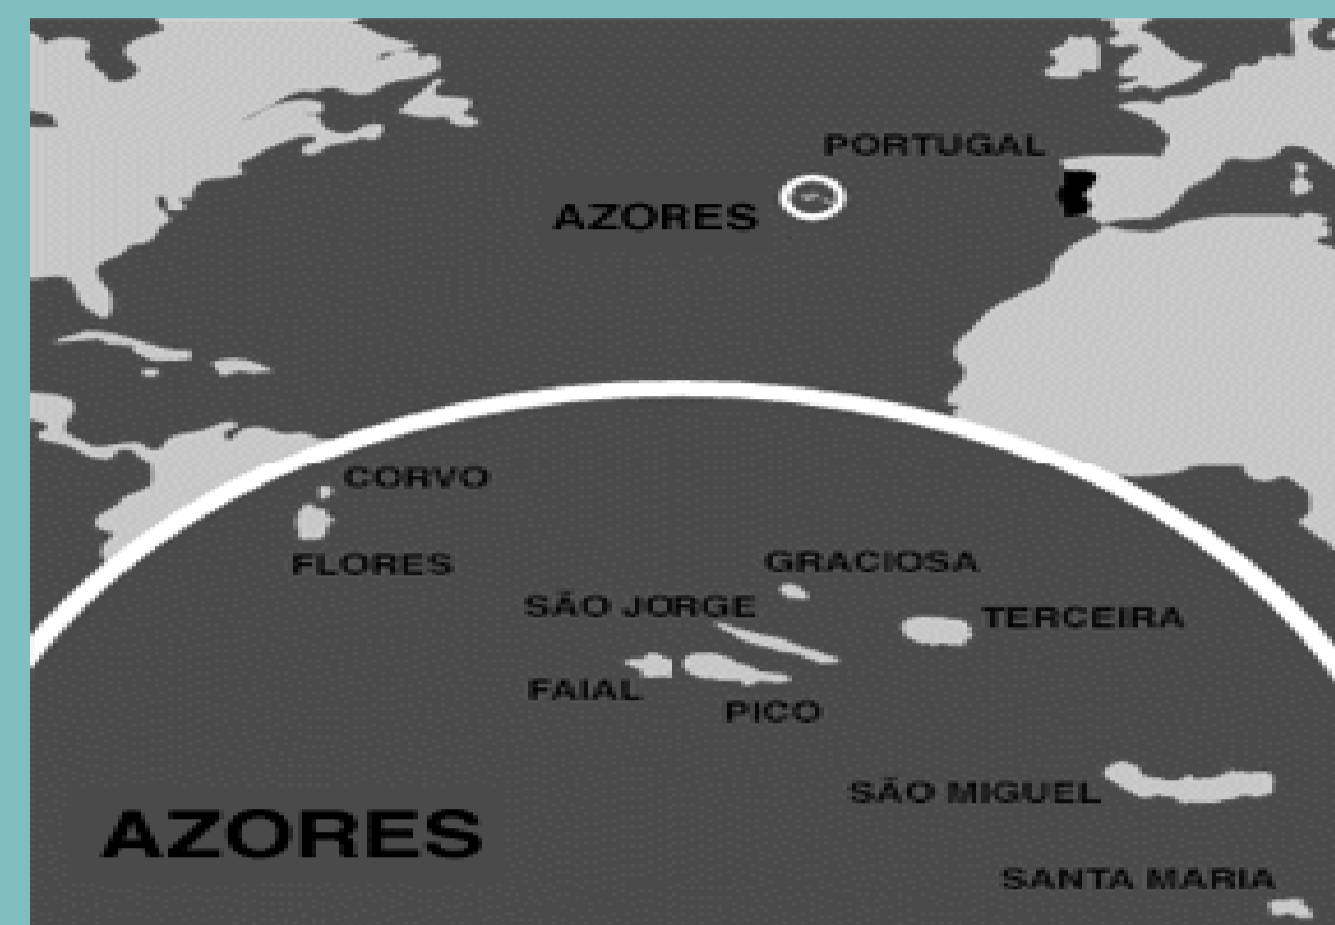 PORTUGAL
AZORES
CORVO
FLORES
GRACIOSA
SÃO JORGE
TERCEIRA
FAIAL
PICO
SÃO MIGUEL
AZORES
SANTA MARIA